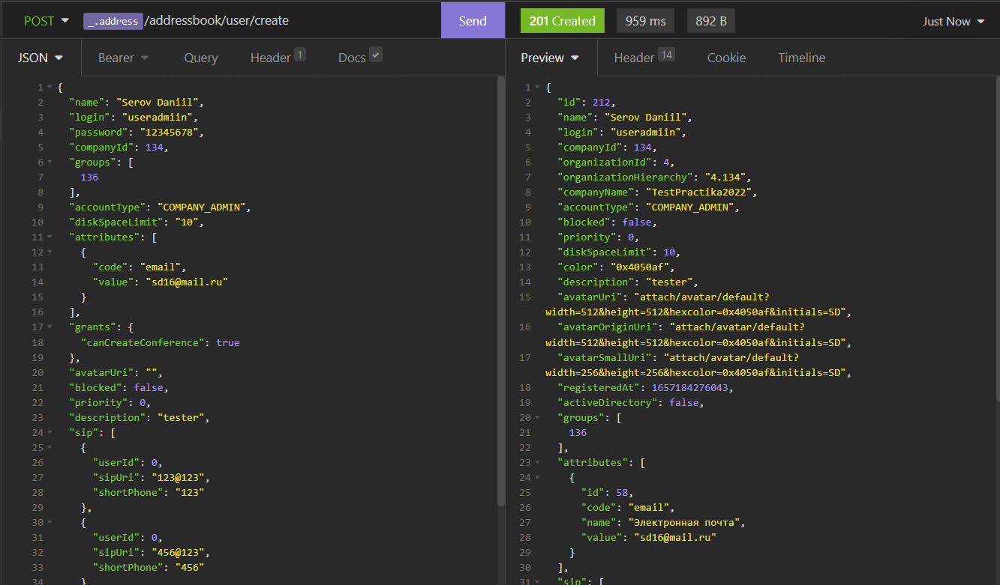 POST _.address /addressbook/user/create Send 201 Created 959 ms 892 B Just Now
JSON Bearer Query Header 1 Docs Preview Header 14 Cookie Timeline
1 {
2 "name": "Serov Daniil",
3 "login": "useradmiin",
4 "password": "12345678",
5 "companyId": 134,
6 "groups": [
7 136
8 ],
9 "accountType": "COMPANY_ADMIN",
10 "diskSpaceLimit": "10",
11 "attributes": [
12 {
13 "code": "email",
14 "value": "sd16@mail.ru"
15 }
16 ],
17 "grants": {
18 "canCreateConference": true
19 },
20 "avatarUri": "",
21 "blocked": false,
22 "priority": 0,
23 "description": "tester",
24 "sip": [
25 {
26 "userId": 0,
27 "sipUri": "123@123",
28 "shortPhone": "123"
29 },
30 {
31 "userId": 0,
32 "sipUri": "456@123",
33 "shortPhone": "456"
34 }
1 {
2 "id": 212,
3 "name": "Serov Daniil",
4 "login": "useradmiin",
5 "companyId": 134,
6 "organizationId": 4,
7 "organizationHierarchy": "4.134",
8 "companyName": "TestPractika2022",
9 "accountType": "COMPANY_ADMIN",
10 "blocked": false,
11 "priority": 0,
12 "diskSpaceLimit": 10,
13 "color": "0x4050af",
14 "description": "tester",
15 "avatarUri": "attach/avatar/default?
width=512&height=512&hexcolor=0x4050af&initials=SD",
16 "avatarOriginUri": "attach/avatar/default?
width=512&height=512&hexcolor=0x4050af&initials=SD",
17 "avatarSmallUri": "attach/avatar/default?
width=256&height=256&hexcolor=0x4050af&initials=SD",
18 "registeredAt": 1657184276043,
19 "activeDirectory": false,
20 "groups": [
21 136
22 ],
23 "attributes": [
24 {
25 "id": 58,
26 "code": "email",
27 "name": "Электронная почта",
28 "value": "sd16@mail.ru"
29 }
30 ],
31 "sip": [